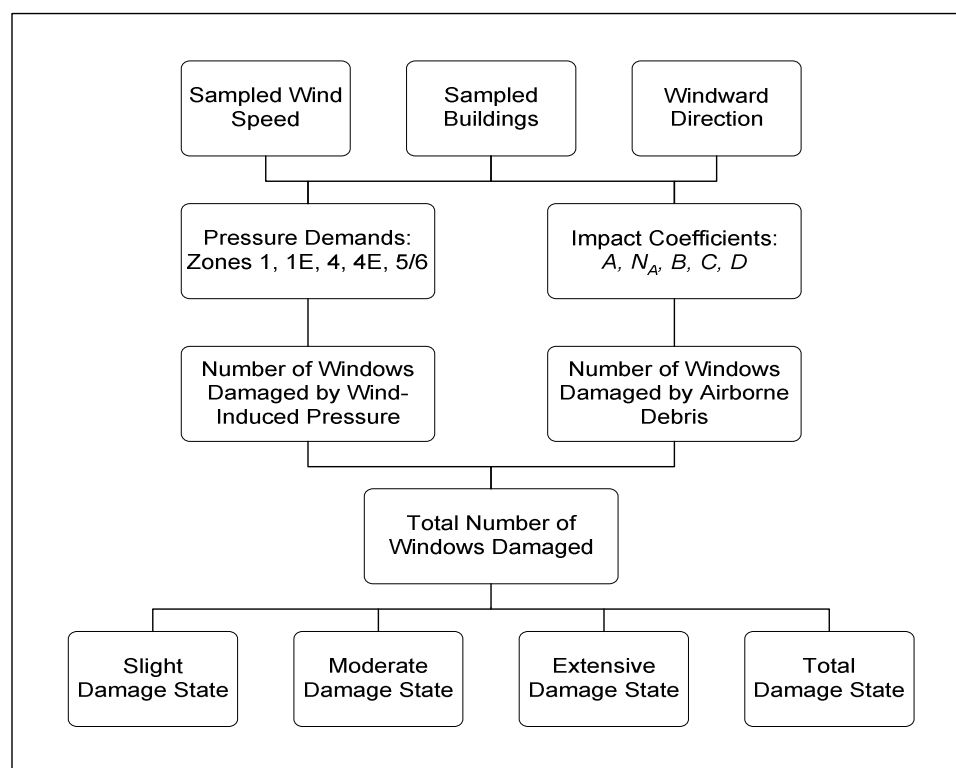 Sampled Wind
Speed
Sampled
Buildings
Windward
Direction
Pressure Demands:
Zones 1, 1E, 4, 4E, 5/6
Impact Coefficients:
A, N_A, B, C, D
Number of Windows
Damaged by Wind-
Induced Pressure
Number of Windows
Damaged by Airborne
Debris
Total Number of
Windows Damaged
Slight
Damage State
Moderate
Damage State
Extensive
Damage State
Total
Damage State